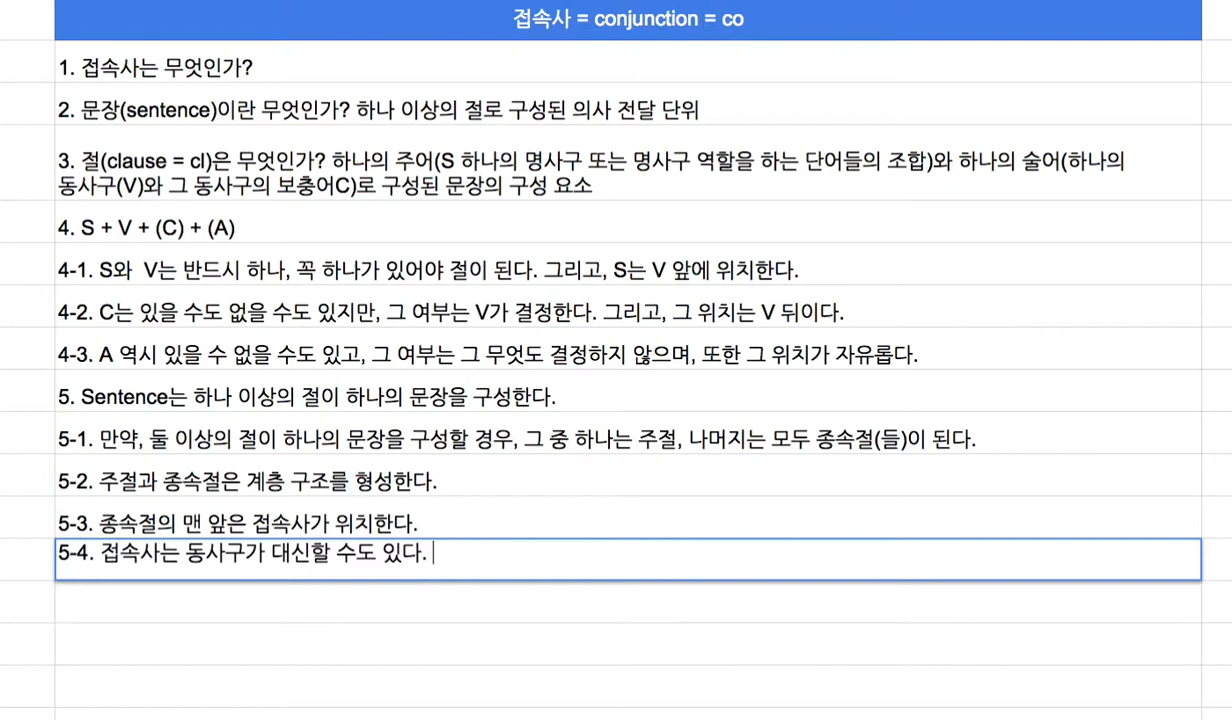 접속사 = conjunction = co
1. 접속사는 무엇인가?
2. 문장(sentence)이란 무엇인가? 하나 이상의 절로 구성된 의사 전달 단위
3. 절(clause = cl)은 무엇인가? 하나의 주어(S 하나의 명사구 또는 명사구 역할을 하는 단어들의 조합)와 하나의 술어(하나의
동사구(V)와 그 동사구의 보충어C)로 구성된 문장의 구성 요소
4. S + V + (C) + (A)
4-1. S와  V는 반드시 하나, 꼭 하나가 있어야 절이 된다. 그리고, S는 V 앞에 위치한다.
4-2. C는 있을 수도 없을 수도 있지만, 그 여부는 V가 결정한다. 그리고, 그 위치는 V 뒤이다.
4-3. A 역시 있을 수 없을 수도 있고, 그 여부는 그 무엇도 결정하지 않으며, 또한 그 위치가 자유롭다.
5. Sentence는 하나 이상의 절이 하나의 문장을 구성한다.
5-1. 만약, 둘 이상의 절이 하나의 문장을 구성할 경우, 그 중 하나는 주절, 나머지는 모두 종속절(들)이 된다.
5-2. 주절과 종속절은 계층 구조를 형성한다.
5-3. 종속절의 맨 앞은 접속사가 위치한다.
5-4. 접속사는 동사구가 대신할 수도 있다.